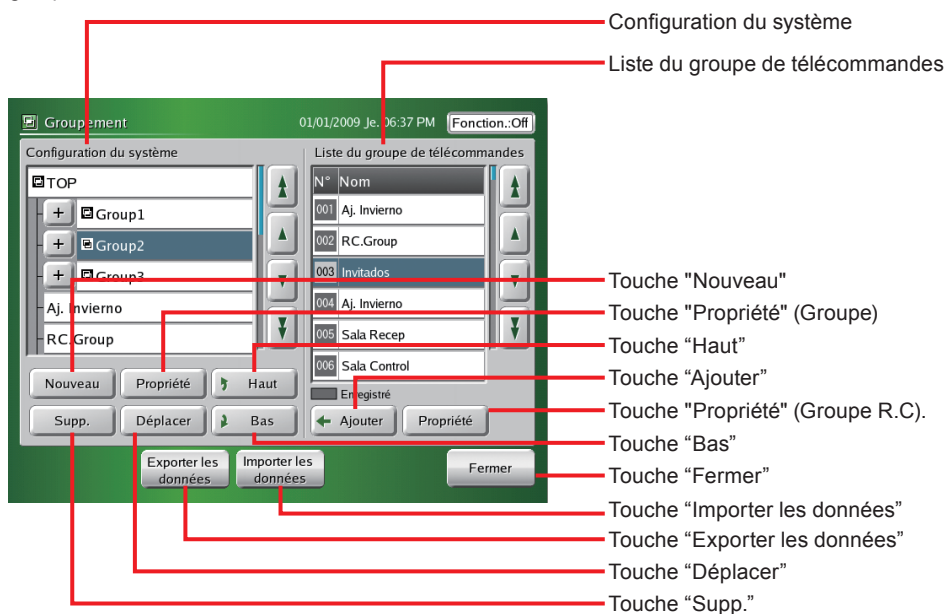 Configuration du système
Liste du groupe de télécommandes
Groupement
01/01/2009 Je. 06:37 PM
Fonction.:Off
Configuration du système
TOP
+ Group1
+ Group2
+ Group3
Aj. Invierno
RC.Group
Nouveau
Propriété
Haut
Supp.
Déplacer
Bas
Liste du groupe de télécommandes
N° Nom
001 Aj. Invierno
002 RC.Group
003 Invitados
004 Aj. Invierno
005 Sala Recep
006 Sala Control
Enregistré
Ajouter
Propriété
Exporter les
données
Importer les
données
Fermer
Touche "Nouveau"
Touche "Propriété" (Groupe)
Touche “Haut”
Touche “Ajouter”
Touche "Propriété" (Groupe R.C).
Touche “Bas”
Touche “Fermer”
Touche “Importer les données”
Touche “Exporter les données”
Touche “Déplacer”
Touche “Supp.”